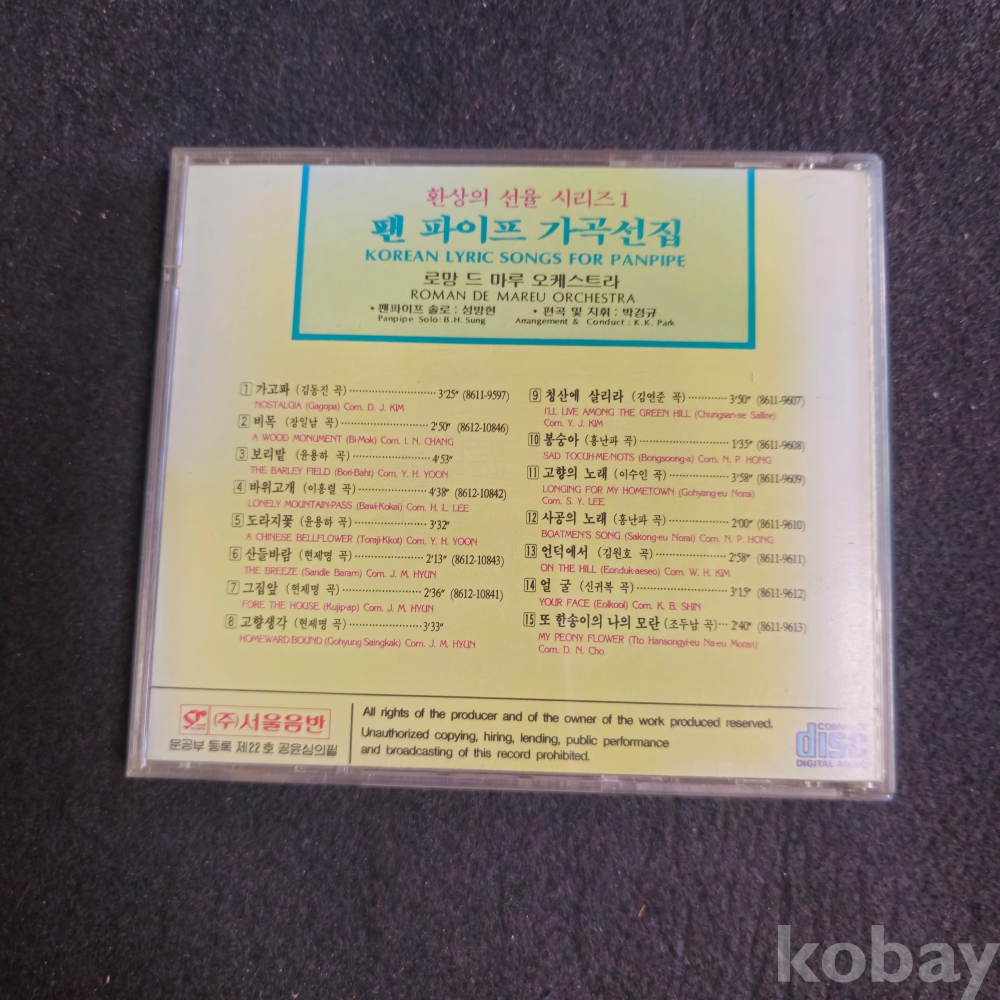 환상의 선율 시리즈 1
팬 파이프 가곡선집
KOREAN LYRIC SONGS FOR PANPIPE
로망 드 마루 오케스트라
ROMAN DE MAREU ORCHESTRA
• 팬파이프 솔로 : 성방현 • 편곡 및 지휘 : 박경규
Panpipe Solo: B.H. Sung Arrangement & Conduct : K.K. Park
1 가고파 (김동진 곡) 3'25" (8611-9597)
NOSTALGIA (Gagopa) Com. D. J. KIM
2 비목 (장일남 곡) 2'50" (8612-10846)
A WOOD MONUMENT (Bi-Mok) Com. I. N. CHANG
3 보리밭 (윤용하 곡) 4'53"
THE BARLEY FIELD (Bori-Baht) Com. Y. H. YOON
4 바위고개 (이흥렬 곡) 4'38" (8612-10842)
LONELY MOUNTAIN-PASS (Bawi-Kokai) Com. H. L. LEE
5 도라지꽃 (윤용하 곡) 3'32"
A CHINESE BELLFLOWER (Toraji-Kkot) Com. Y. H. YOON
6 산들바람 (현제명 곡) 2'13" (8612-10843)
THE BREEZE (Sandle Baram) Com. J. M. HYUN
7 그집앞 (현제명 곡) 2'36" (8612-10841)
FORE THE HOUSE (Kujip-ap) Com. J. M. HYUN
8 고향생각 (현제명 곡) 3'33"
HOMEWARD-BOUND (Gohyung Saingkak) Com. J. M. HYUN
9 청산에 살리라 (김연준 곡) 3'50" (8611-9607)
I'LL LIVE AMONG THE GREEN HILL (Chungsan-ae Sallire)
Com. Y. J. KIM
10 봉숭아 (홍난파 곡) 1'35" (8611-9608)
SAD TOCUH-ME-NOTS (Bongsoong-a) Com. N. P. HONG
11 고향의 노래 (이수인 곡) 3'58" (8611-9609)
LONGING FOR MY HOMETOWN (Gohyang-eu Norai)
Com. S. Y. LEE
12 사공의 노래 (홍난파 곡) 2'00" (8611-9610)
BOATMEN'S SONG (Sakong-eu Norai) Com. N. P. HONG
13 언덕에서 (김원호 곡) 2'58" (8611-9611)
ON THE HILL (Eonduk-aeseo) Com. W. H. KIM
14 얼 굴 (신귀복 곡) 3'15" (8611-9612)
YOUR FACE (Eolkool) Com. K. B. SHIN
15 또 한송이의 나의 모란 (조두남 곡) 2'40" (8611-9613)
MY PEONY FLOWER (Tto Hansongyi-eu Na-eu Moran)
Com. D. N. Cho
(주)서울음반
문공부 등록 제22호 공윤심의필
All rights of the producer and of the owner of the work produced reserved.
Unauthorized copying, hiring, lending, public performance
and broadcasting of this record prohibited.
COMPACT
disc
DIGITAL AUDIO
kobay